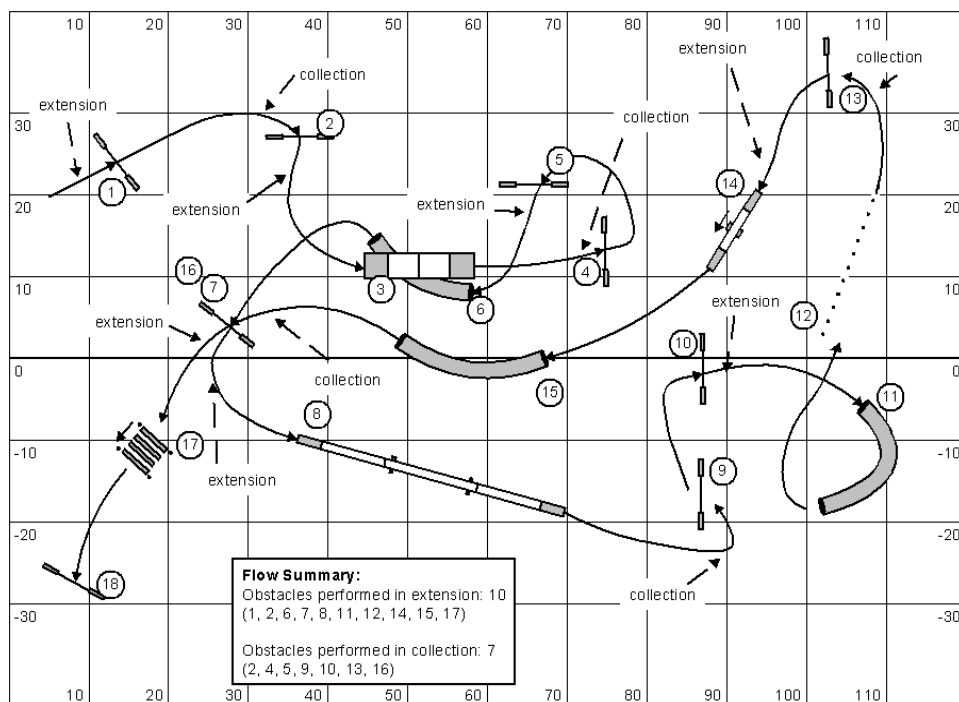 10 20 30 40 50 60 70 80 90 100 110
extension
collection
2
13
collection
extension
30
30
collection
1
5
14
20
extension
extension
20
4
10
3
10
16
7
6
12
extension
extension
10
0
0
collection
15
11
8
17
9
-10
-10
extension
-20
-20
18
collection
Flow Summary:
Obstacles performed in extension: 10
(1, 2, 6, 7, 8, 11, 12, 14, 15, 17)
Obstacles performed in collection: 7
(2, 4, 5, 9, 10, 13, 16)
-30
-30
10 20 30 40 50 60 70 80 90 100 110